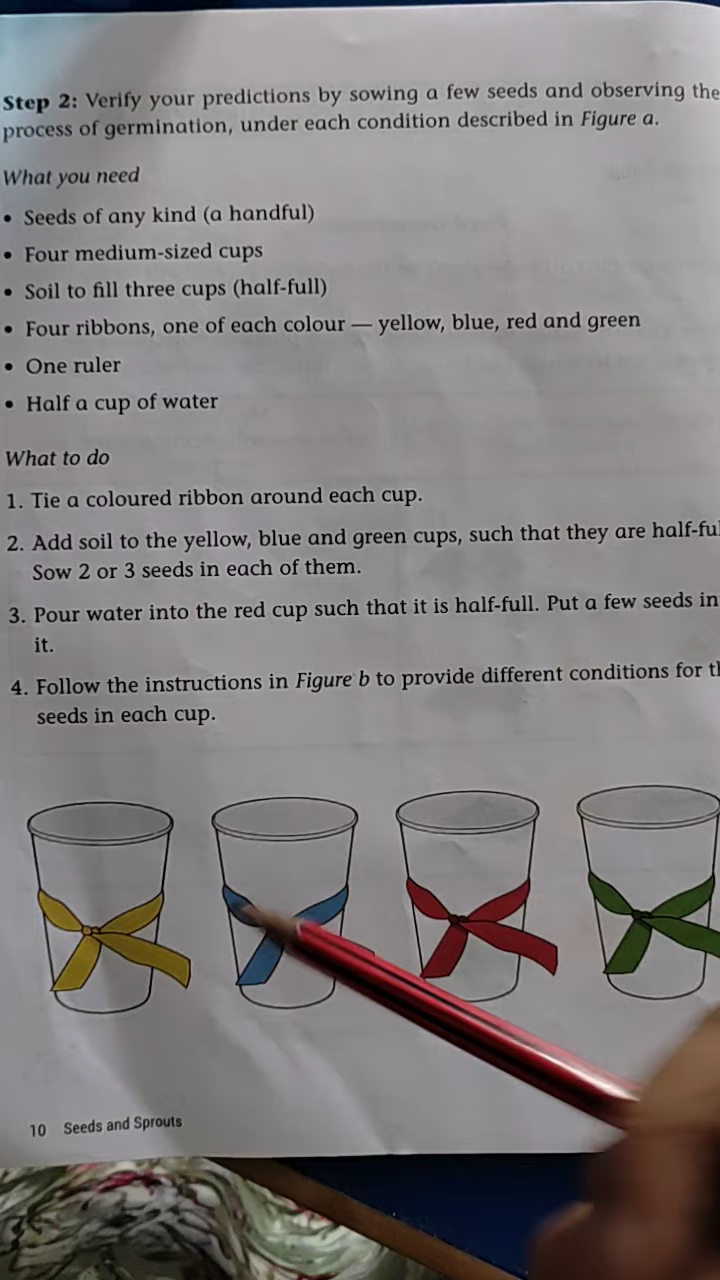 Step 2: Verify your predictions by sowing a few seeds and observing the
process of germination, under each condition described in Figure a.
What you need
• Seeds of any kind (a handful)
• Four medium-sized cups
• Soil to fill three cups (half-full)
• Four ribbons, one of each colour — yellow, blue, red and green
• One ruler
• Half a cup of water
What to do
1. Tie a coloured ribbon around each cup.
2. Add soil to the yellow, blue and green cups, such that they are
Sow 2 or 3 seeds in each of them.
3. Pour water into the red cup such that it is half-full. Put a few seeds in
it.
4. Follow the instructions in Figure b to provide different conditions for
seeds in each cup.
10 Seeds and Sprouts